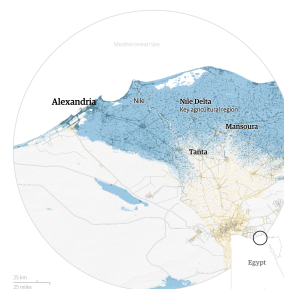 Mediterranean Sea
Alexandria
Nile
Nile Delta
Key agricultural region
Mansoura
Tanta
Egypt
25 km
25 miles